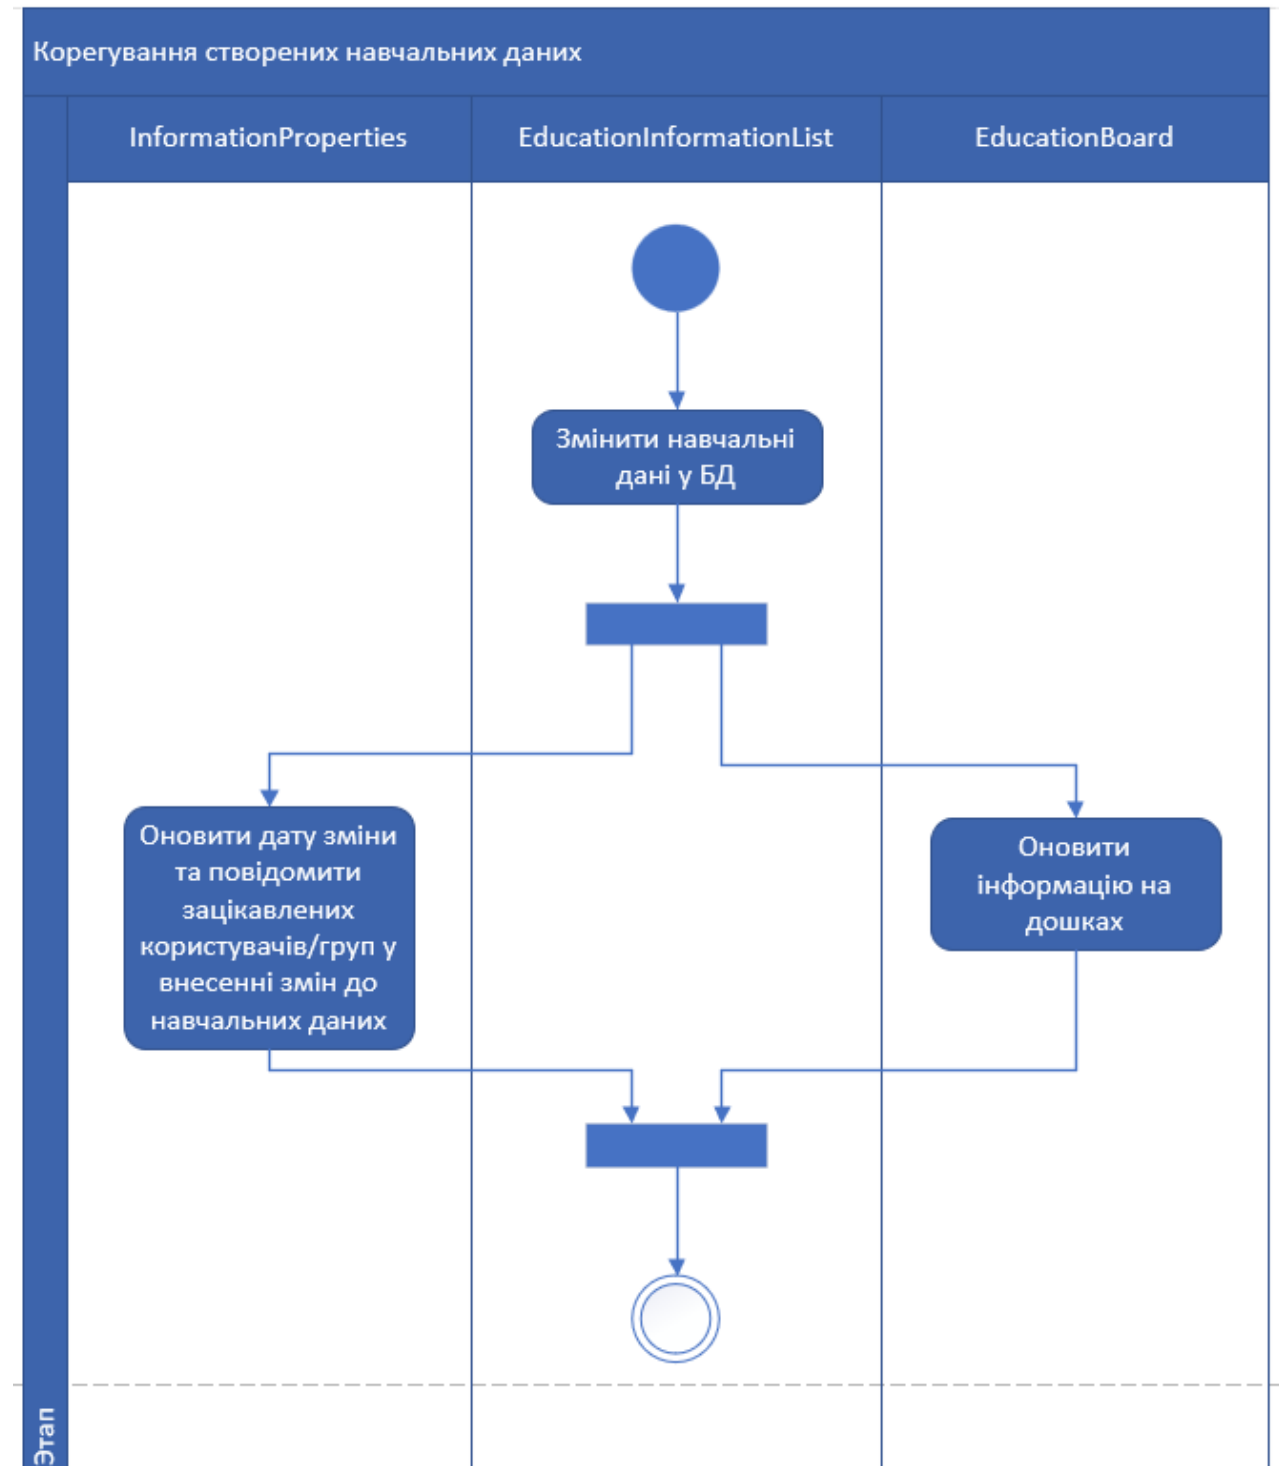 Корегування створених навчальних даних
InformationProperties
EducationInformationList
EducationBoard
Змінити навчальні
дані у БД
Оновити дату зміни
та повідомити
зацікавлених
користувачів/груп у
внесенні змін до
навчальних даних
Оновити
інформацію на
дошках
Этап